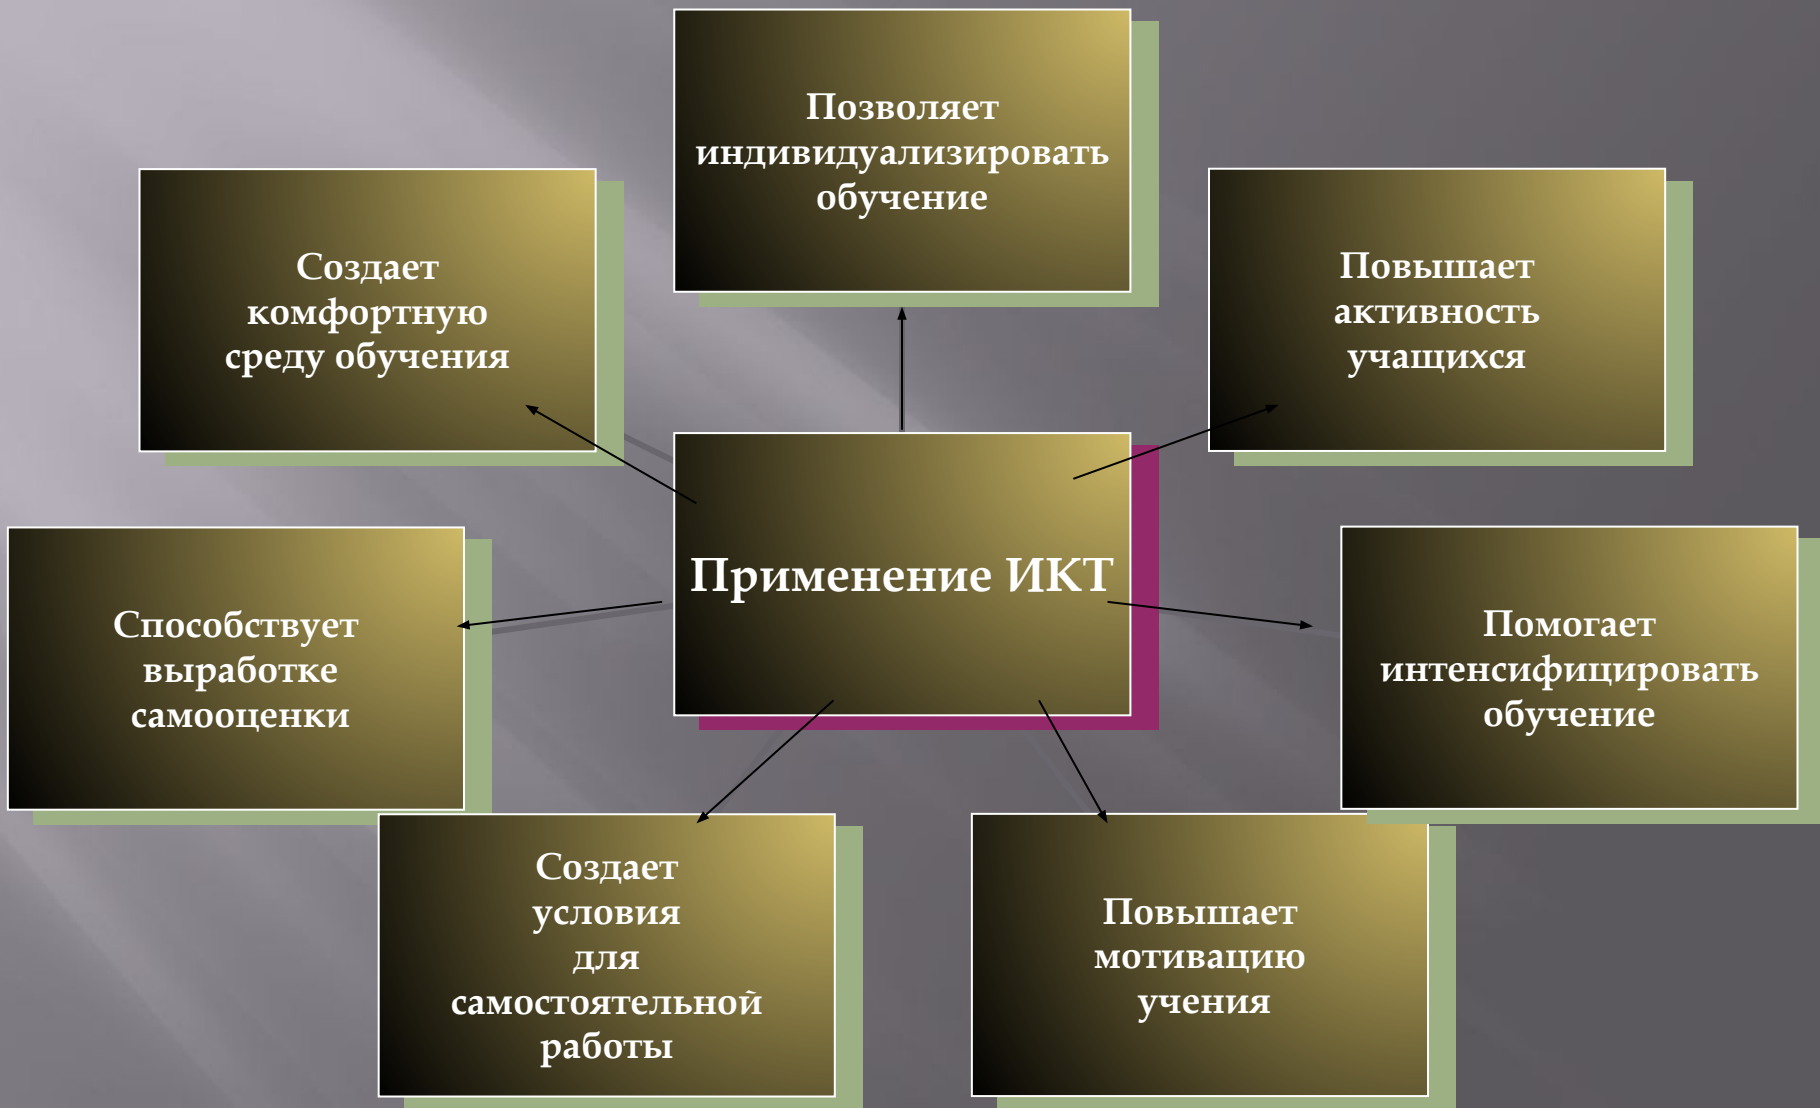 Позволяет
индивидуализировать
обучение
Создает
комфортную
среду обучения
Повышает
активность
учащихся
Применение ИКТ
Способствует
выработке
самооценки
Помогает
интенсифицировать
обучение
Создает
условия
для
самостоятельной
работы
Повышает
мотивацию
учения